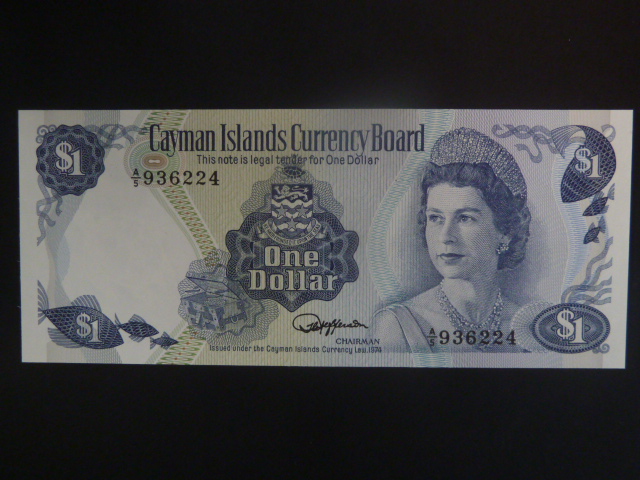 Cayman Islands Currency Board
This note is legal tender for One Dollar
$1
$1
A/5 936224
One
Dollar
$1
CHAIRMAN
A/5 936224
$1
Issued under the Cayman Islands Currency Law, 1974